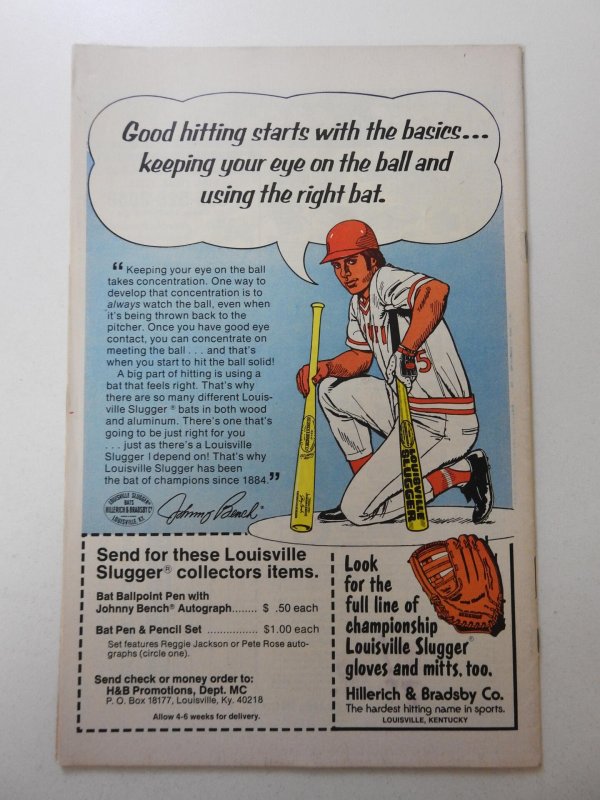 Good hitting starts with the basics...
keeping your eye on the ball and
using the right bat.
“ Keeping your eye on the ball
takes concentration. One way to
develop that concentration is to
always watch the ball, even when
it's being thrown back to the
pitcher. Once you have good eye
contact, you can concentrate on
meeting the ball . . . and that's
when you start to hit the ball solid!
A big part of hitting is using a
bat that feels right. That's why
there are so many different Louis-
ville Slugger ® bats in both wood
and aluminum. There's one that's
going to be just right for you
. . . just as there's a Louisville
Slugger I depend on! That's why
Louisville Slugger has been
the bat of champions since 1884.”
LOUISVILLE SLUGGER
BATS
HILLERICH & BRADSBY Co
LOUISVILLE, KY.
Johnny Bench
5
LOUISVILLE
SLUGGER
Send for these Louisville
Slugger® collectors items.
Bat Ballpoint Pen with
Johnny Bench® Autograph....... $ .50 each
Bat Pen & Pencil Set ................ $1.00 each
Set features Reggie Jackson or Pete Rose auto-
graphs (circle one).
Send check or money order to:
H&B Promotions, Dept. MC
P. O. Box 18177, Louisville, Ky. 40218
Allow 4-6 weeks for delivery.
Look
for the
full line of
championship
Louisville Slugger®
gloves and mitts, too.
Hillerich & Bradsby Co.
The hardest hitting name in sports.
LOUISVILLE, KENTUCKY